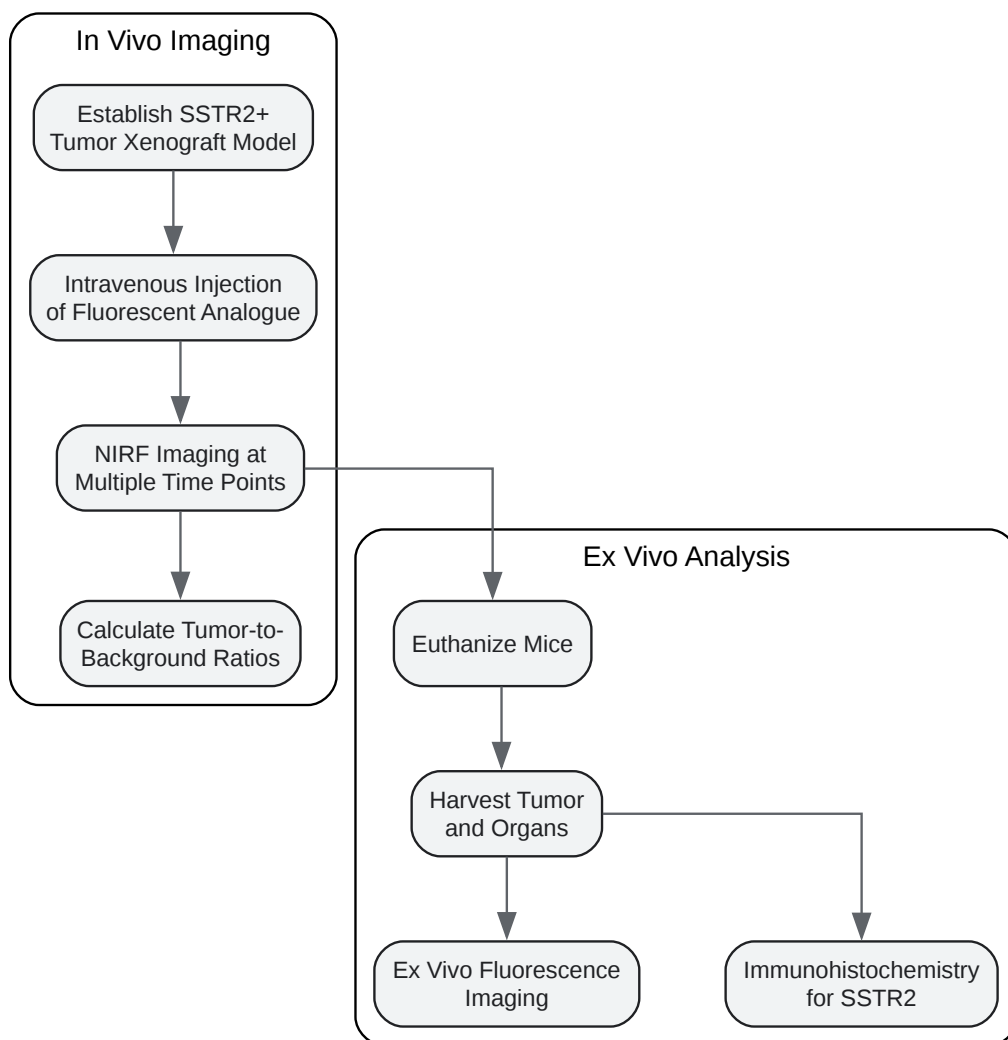 In Vivo Imaging
Establish SSTR2+
Tumor Xenograft Model
Intravenous Injection
of Fluorescent Analogue
NIRF Imaging at
Multiple Time Points
Calculate Tumor-to-
Background Ratios
Ex Vivo Analysis
Euthanize Mice
Harvest Tumor
and Organs
Ex Vivo Fluorescence
Imaging
Immunohistochemistry
for SSTR2